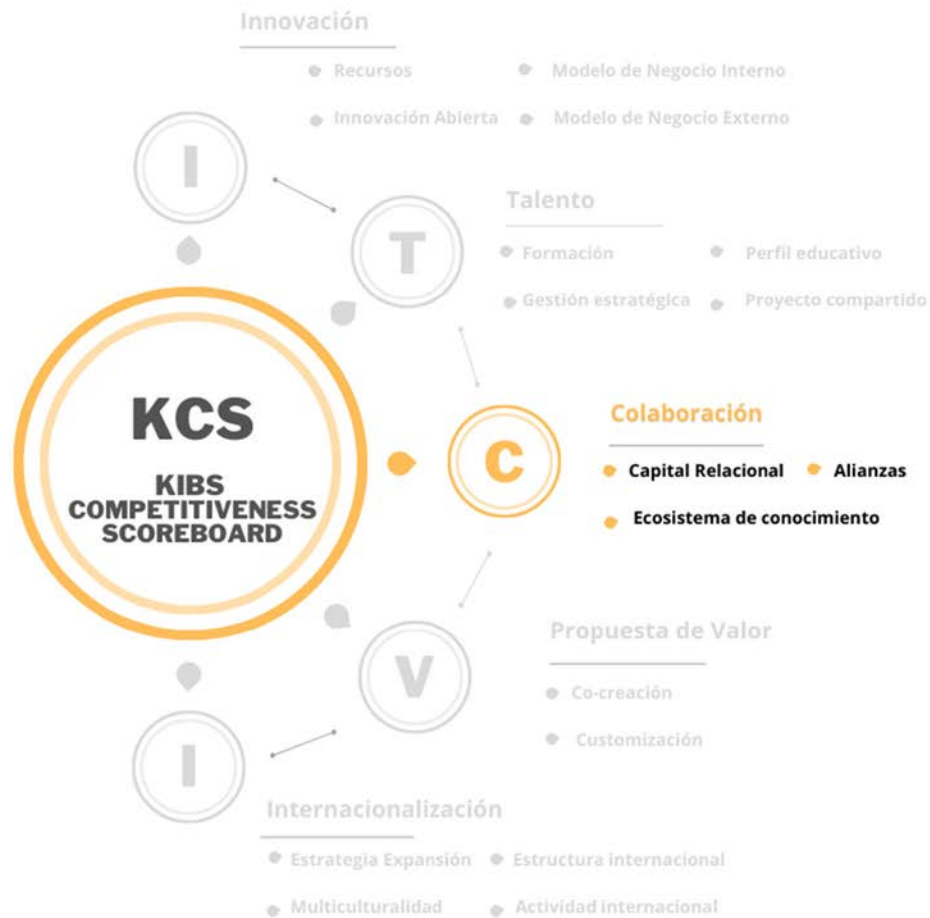 Innovación
Recursos
Modelo de Negocio Interno
Innovación Abierta
Modelo de Negocio Externo
I
Talento
T
Formación
Perfil educativo
Gestión estratégica
Proyecto compartido
KCS
KIBS
COMPETITIVENESS
SCOREBOARD
Colaboración
C
Capital Relacional
Alianzas
Ecosistema de conocimiento
Propuesta de Valor
V
Co-creación
Customización
I
Internacionalización
Estrategia Expansión
Estructura internacional
Multiculturalidad
Actividad internacional